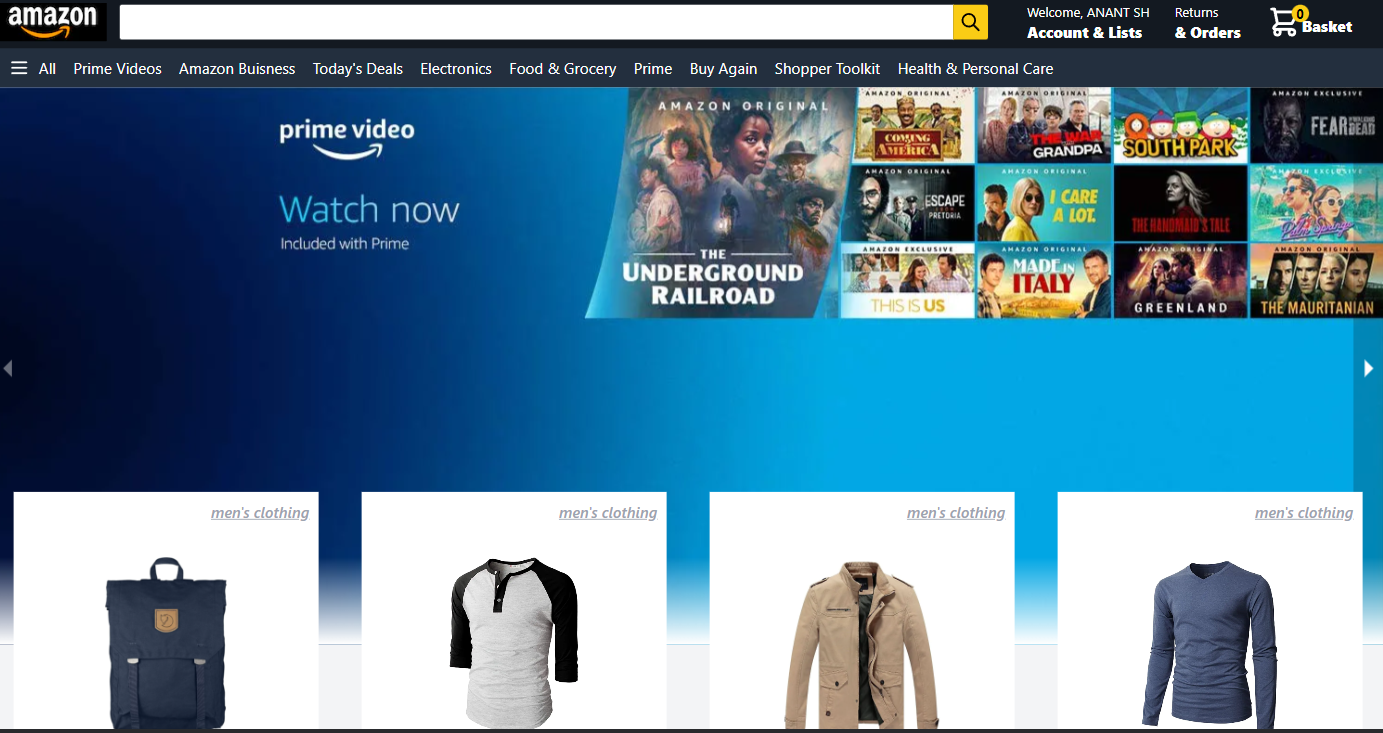 amazon
Welcome, ANANT SH
Account & Lists
Returns
& Orders
0
Basket
All Prime Videos Amazon Buisness Today's Deals Electronics Food & Grocery Prime Buy Again Shopper Toolkit Health & Personal Care
prime video
Watch now
Included with Prime
AMAZON ORIGINAL
THE
UNDERGROUND
RAILROAD
AMAZON ORIGINAL
COMING
AMERICA
AMAZON ORIGINAL
THE WAR
GRANDPA
SOUTH PARK
AMAZON EXCLUSIVE
FEAR THE WALKING DEAD
ESCAPE
FROM
PRETORIA
AMAZON ORIGINAL
I CARE
A LOT.
THE HANDMAID'S TALE
AMAZON EXCLUSIVE
Palm Springs
AMAZON EXCLUSIVE
THIS IS US
AMAZON ORIGINAL
MADE IN
ITALY
AMAZON ORIGINAL
GREENLAND
AMAZON EXCLUSIVE
THE MAURITANIAN
men's clothing
men's clothing
men's clothing
men's clothing